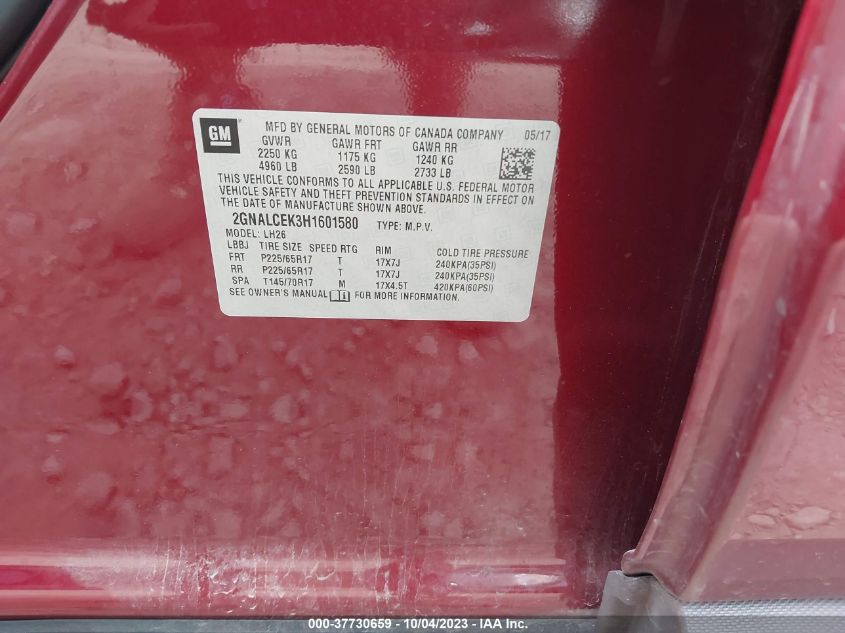 GM MFD BY GENERAL MOTORS OF CANADA COMPANY 05/17
GVWR GAWR FRT GAWR RR
2250 KG 1175 KG 1240 KG
4960 LB 2590 LB 2733 LB
THIS VEHICLE CONFORMS TO ALL APPLICABLE U.S. FEDERAL MOTOR
VEHICLE SAFETY AND THEFT PREVENTION STANDARDS IN EFFECT ON
THE DATE OF MANUFACTURE SHOWN ABOVE.
2GNALCEK3H1601580 TYPE: M.P.V.
MODEL: LH26
LBBJ TIRE SIZE SPEED RTG RIM COLD TIRE PRESSURE
FRT P225/65R17 T 17X7J 240KPA(35PSI)
RR P225/65R17 T 17X7J 240KPA(35PSI)
SPA T145/70R17 M 17X4.5T 420KPA(60PSI)
SEE OWNER'S MANUAL FOR MORE INFORMATION.
000-37730659 - 10/04/2023 - IAA Inc.